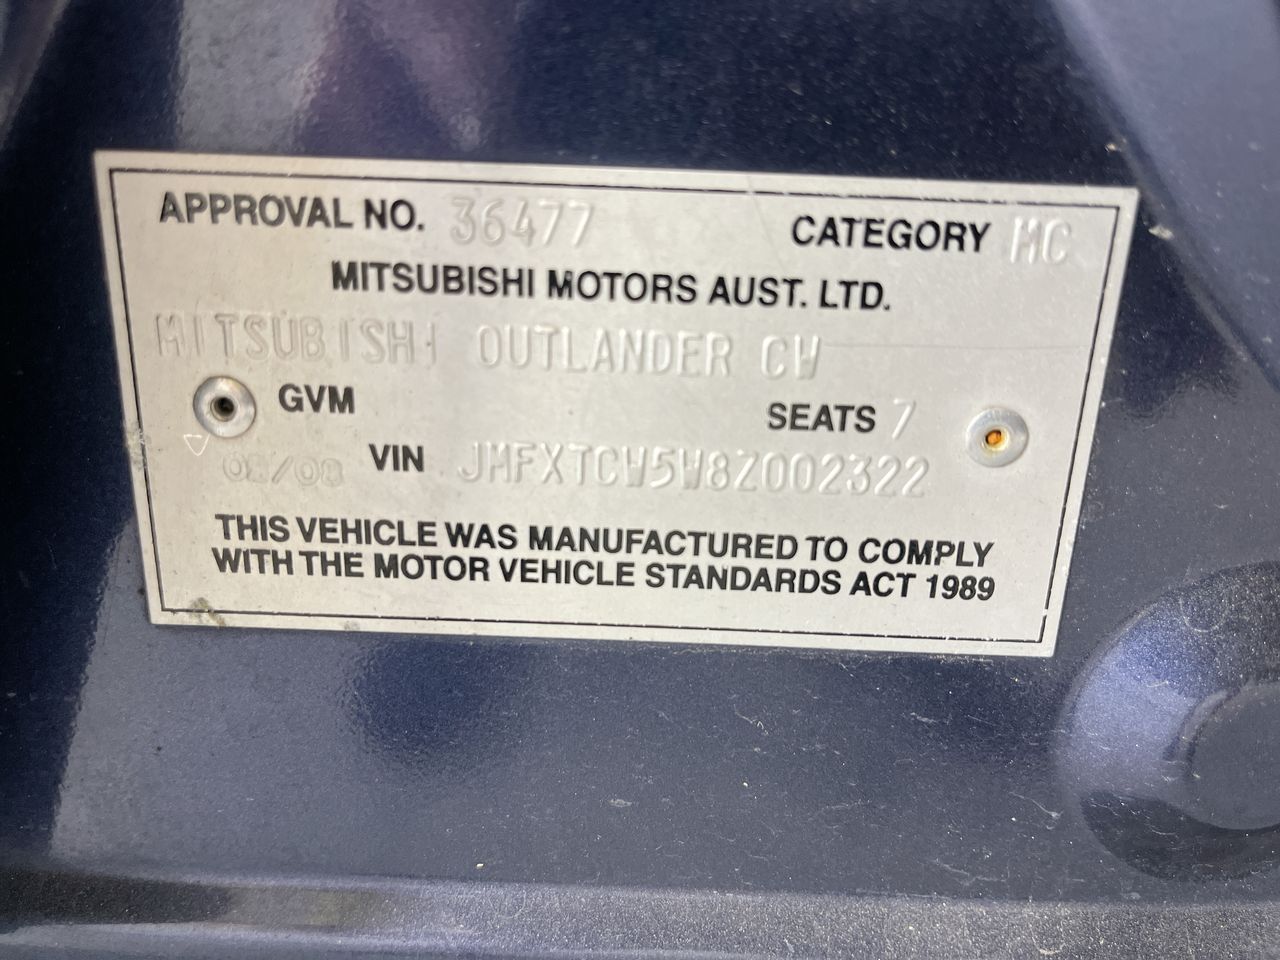 APPROVAL NO. 36477 CATEGORY MC
MITSUBISHI MOTORS AUST. LTD.
MITSUBISHI OUTLANDER CW
GVM SEATS 7
VIN JMFXTCW5W8Z002322
THIS VEHICLE WAS MANUFACTURED TO COMPLY
WITH THE MOTOR VEHICLE STANDARDS ACT 1989